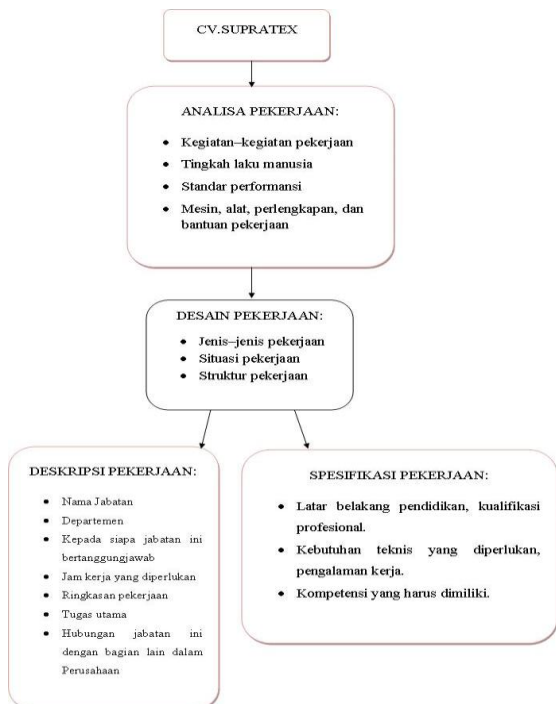 CV.SUPRATEX
ANALISA PEKERJAAN:
• Kegiatan–kegiatan pekerjaan
• Tingkah laku manusia
• Standar performansi
• Mesin, alat, perlengkapan, dan
bantuan pekerjaan
DESAIN PEKERJAAN:
• Jenis–jenis pekerjaan
• Situasi pekerjaan
• Struktur pekerjaan
DESKRIPSI PEKERJAAN:
• Nama Jabatan
• Departemen
• Kepada siapa jabatan ini
bertanggungjawab
• Jam kerja yang diperlukan
• Ringkasan pekerjaan
• Tugas utama
• Hubungan jabatan ini
dengan bagian lain dalam
Perusahaan
SPESIFIKASI PEKERJAAN:
• Latar belakang pendidikan, kualifikasi
profesional.
• Kebutuhan teknis yang diperlukan,
pengalaman kerja.
• Kompetensi yang harus dimiliki.